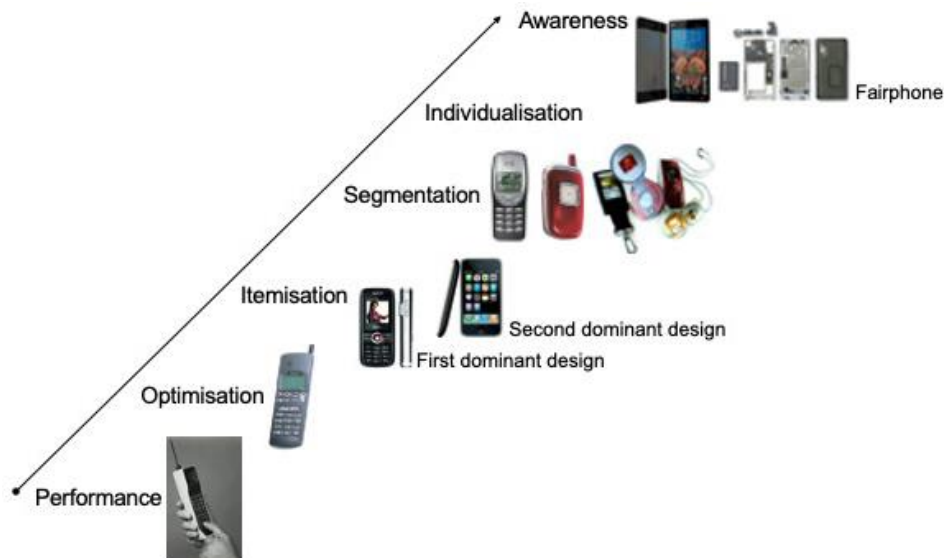 Awareness
Fairphone
Individualisation
Segmentation
Itemisation
Second dominant design
First dominant design
Optimisation
Performance